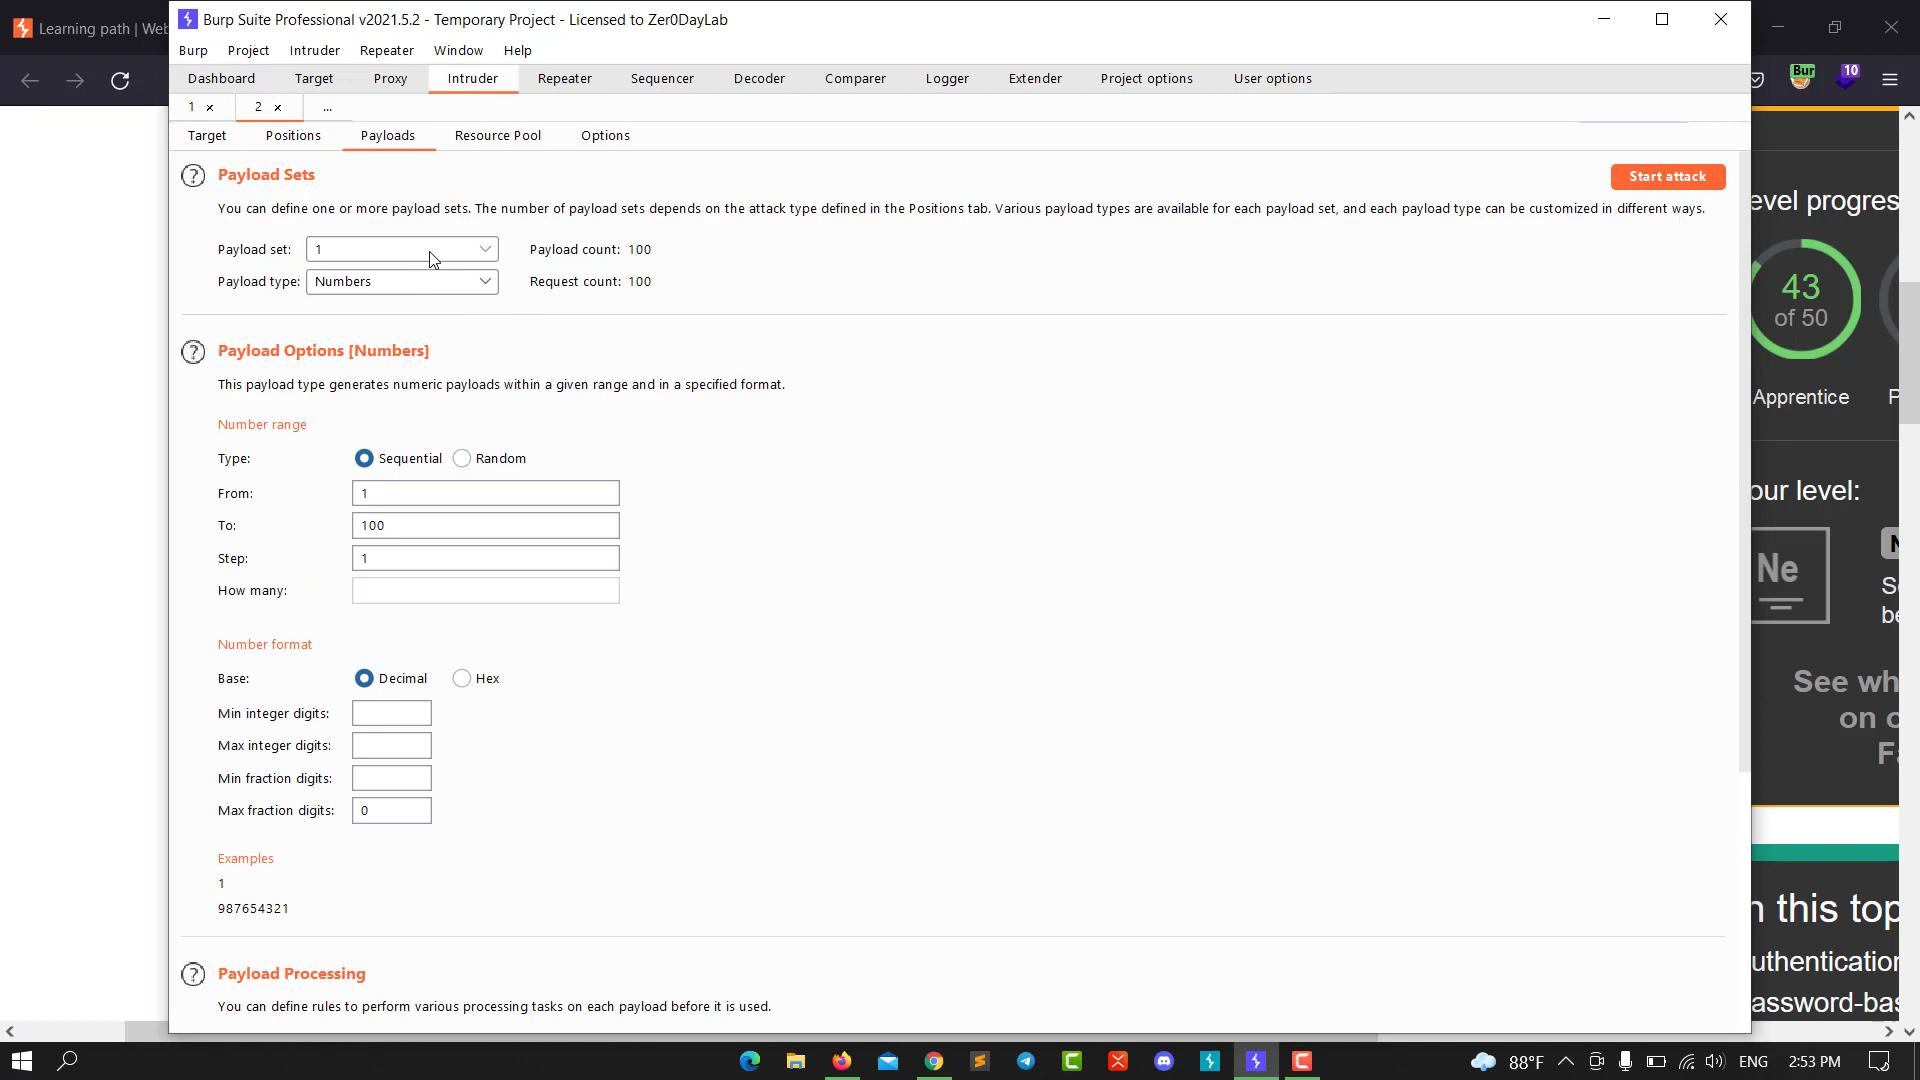 Learning path | Web
Burp Suite Professional v2021.5.2 - Temporary Project - Licensed to Zer0DayLab
Burp Project Intruder Repeater Window Help
Dashboard Target Proxy Intruder Repeater Sequencer Decoder Comparer Logger Extender Project options User options
Bur
10
1 × 2 × ...
Target Positions Payloads Resource Pool Options
? Payload Sets
Start attack
You can define one or more payload sets. The number of payload sets depends on the attack type defined in the Positions tab. Various payload types are available for each payload set, and each payload type can be customized in different ways.
Payload set: 1 Payload count: 100
Payload type: Numbers Request count: 100
? Payload Options [Numbers]
This payload type generates numeric payloads within a given range and in a specified format.
Number range
Type: Sequential Random
From: 1
To: 100
Step: 1
How many:
Number format
Base: Decimal Hex
Min integer digits:
Max integer digits:
Min fraction digits:
Max fraction digits: 0
Examples
1
987654321
? Payload Processing
You can define rules to perform various processing tasks on each payload before it is used.
evel progres
43
of 50
Apprentice P
our level:
Ne
N
S
be
See wh
on o
Fa
n this top
uthentication
assword-bas
88°F ENG 2:53 PM